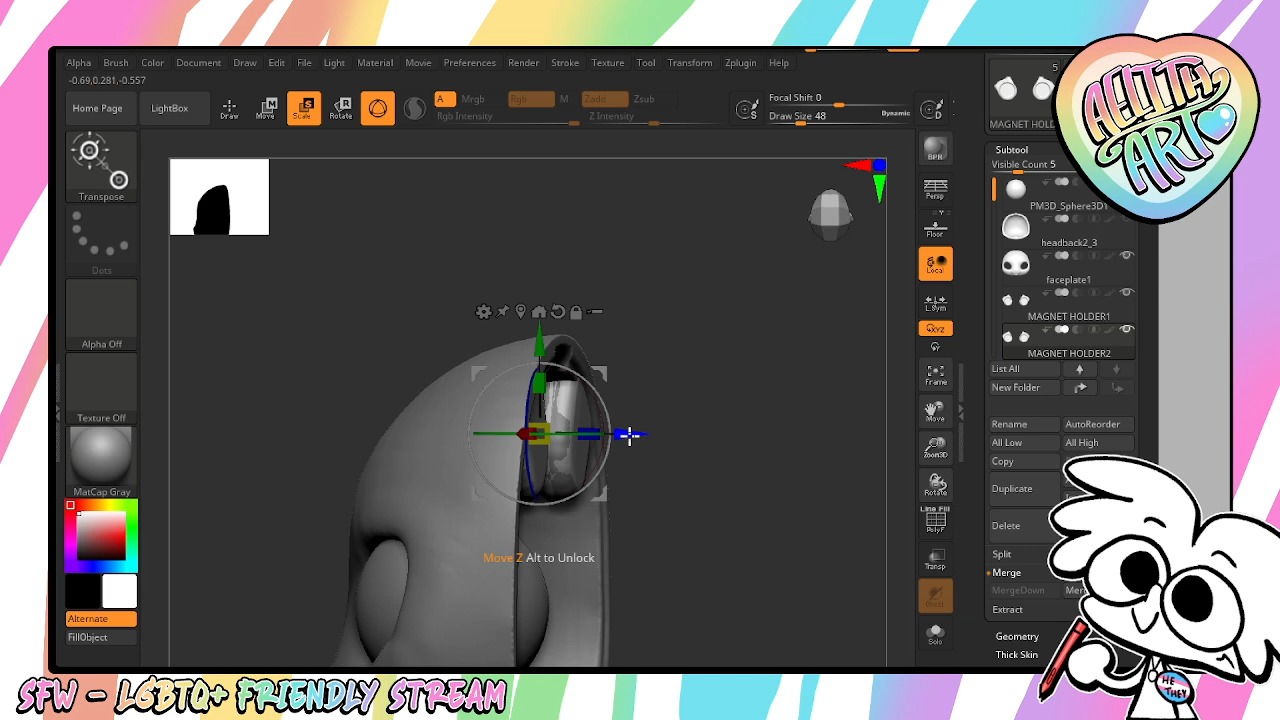 Alpha Brush Color Document Draw Edit File Light Material Movie Preferences Render Stroke Texture Tool Transform Zplugin Help
-0.69,0.281,-0.557
5
Home Page
LightBox
Draw
Move
Scale
Rotate
A
Mrgb
Rgb
M
Zadd
Zsub
Rgb Intensity
Z Intensity
S
Focal Shift 0
Draw Size 48
Dynamic
D
MAGNET HOLD
AELITH
ART
Transpose
Dots
Alpha Off
Texture Off
MatCap Gray
Alternate
FillObject
BPR
Persp
Floor
Local
L.Sym
XYZ
Frame
Move
Zoom3D
Rotate
Line Fill
PolyF
Transp
Ghost
Solo
Subtool
Visible Count 5
PM3D_Sphere3D1
headback2_3
faceplate1
MAGNET HOLDER1
MAGNET HOLDER2
List All
New Folder
Rename
AutoReorder
All Low
All High
Copy
Duplicate
Delete
Split
Merge
MergeDown
Mer
Extract
Geometry
Thick Skin
Move Z Alt to Unlock
HE
THEY
SFW - LGBTQ+ FRIENDLY STREAM